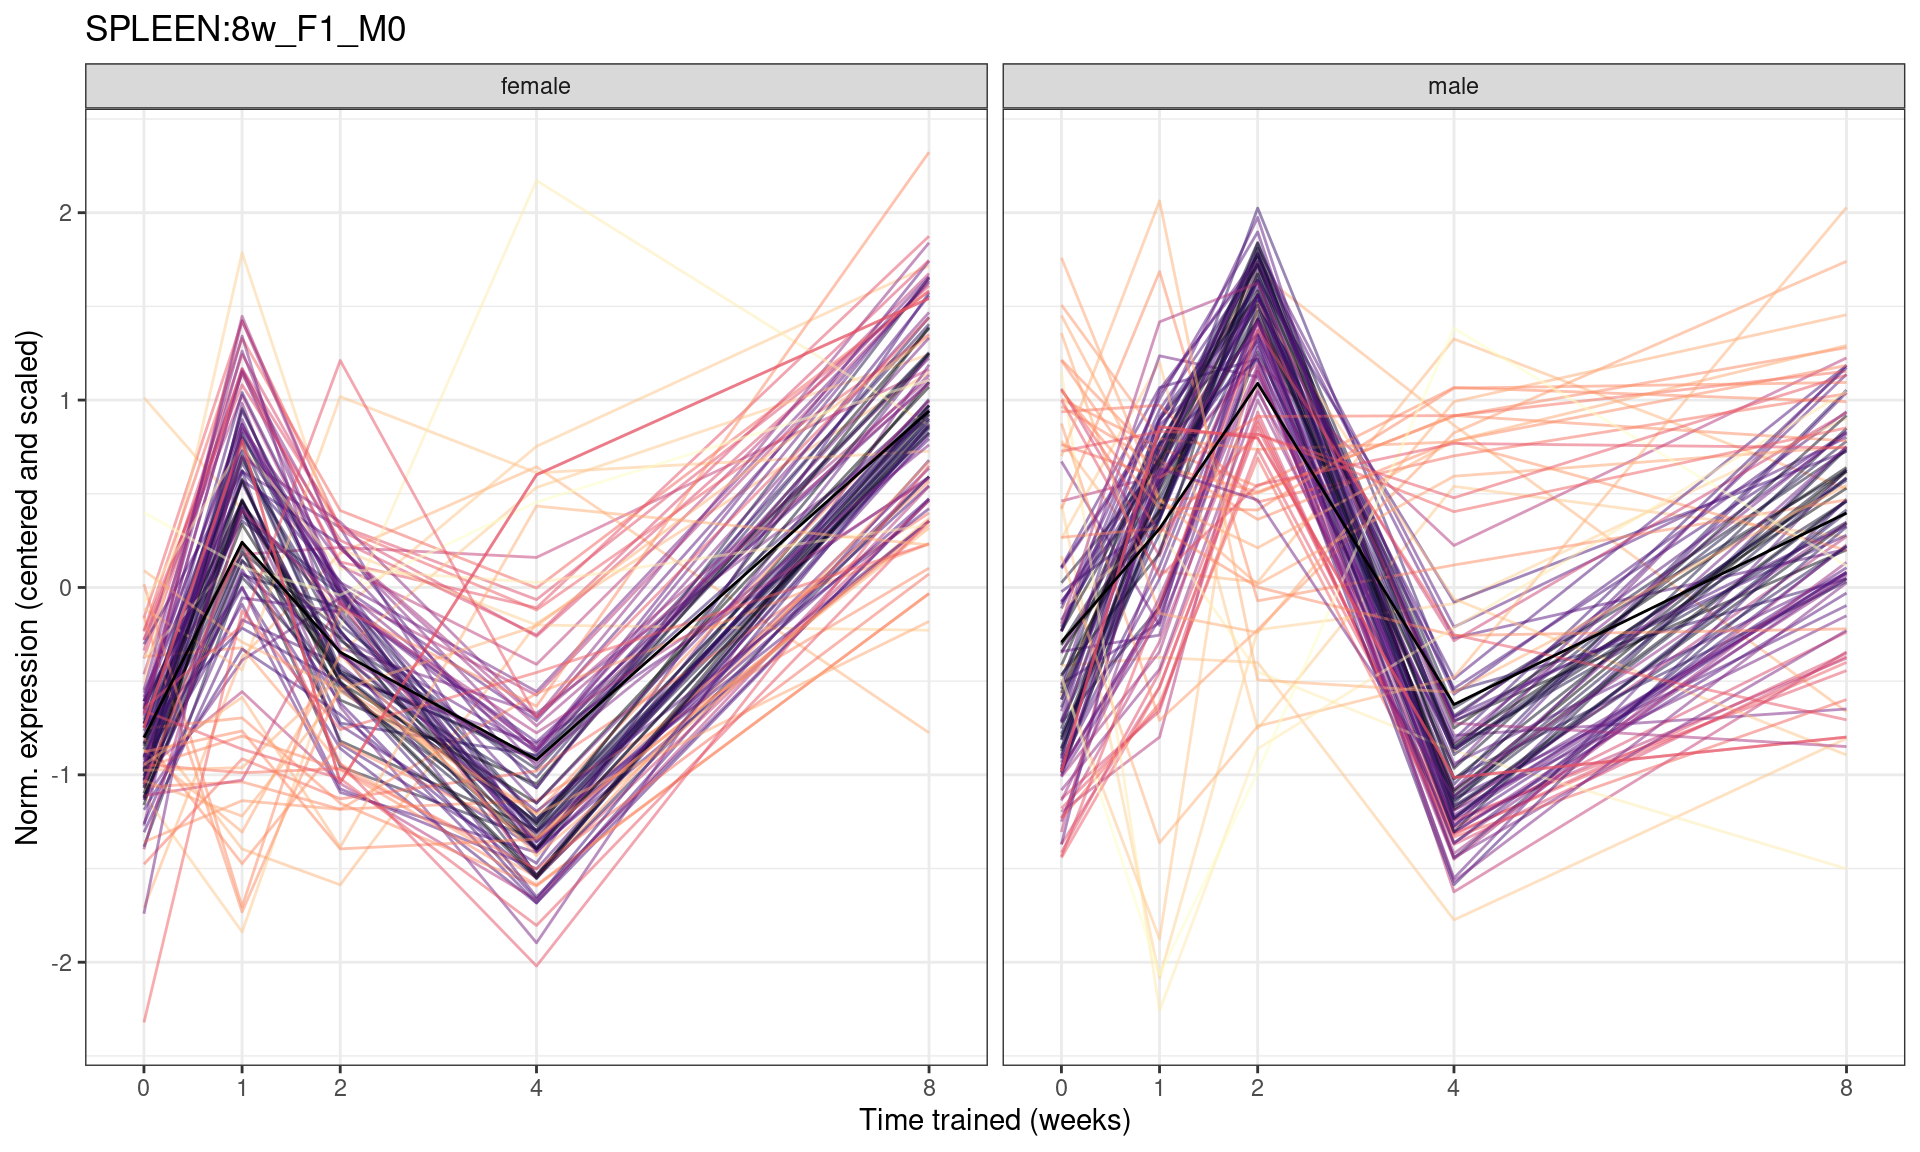 SPLEEN:8w_F1_M0
female
male
Norm. expression (centered and scaled)
2
1
0
-1
-2
0 1 2 4 8
0 1 2 4 8
Time trained (weeks)